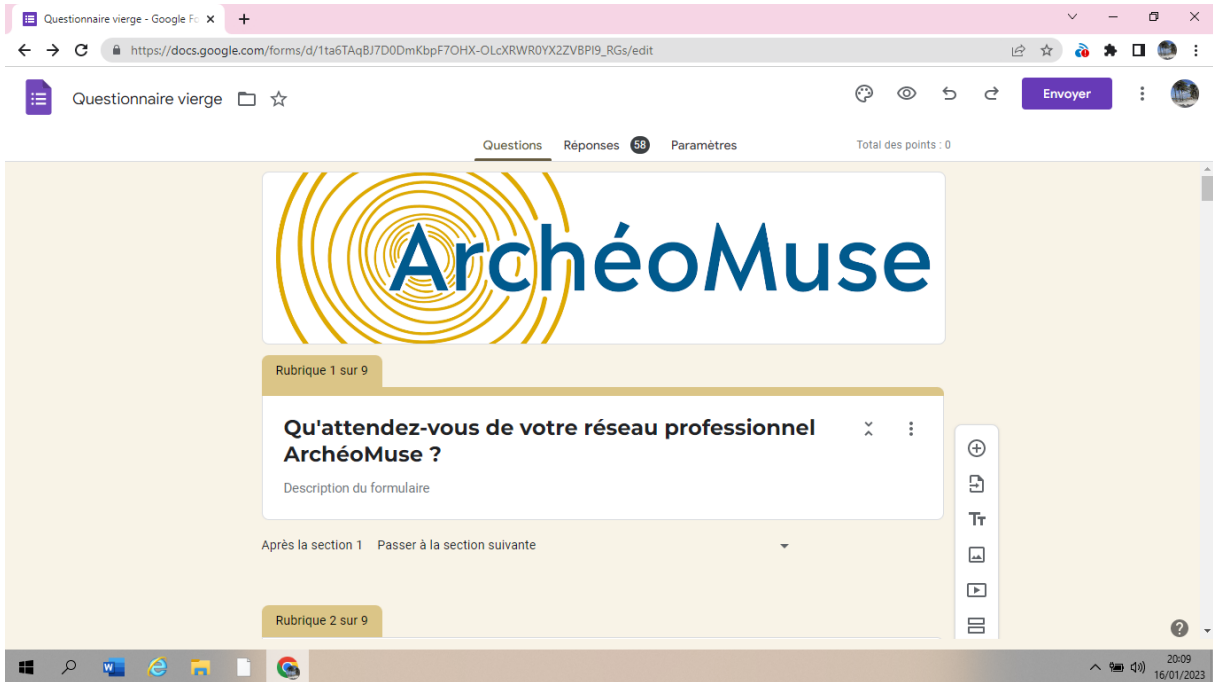 Questionnaire vierge - Google Fo
https://docs.google.com/forms/d/1ta6TAqBJ7D0DmKbpF7OHX-OLcXRWR0YX2ZVBPI9_RGs/edit
Questionnaire vierge
Envoyer
Questions Réponses 58 Paramètres Total des points : 0
ArchéoMuse
Rubrique 1 sur 9
Qu'attendez-vous de votre réseau professionnel
ArchéoMuse ?
Description du formulaire
Après la section 1 Passer à la section suivante
Rubrique 2 sur 9
20:09
16/01/2023